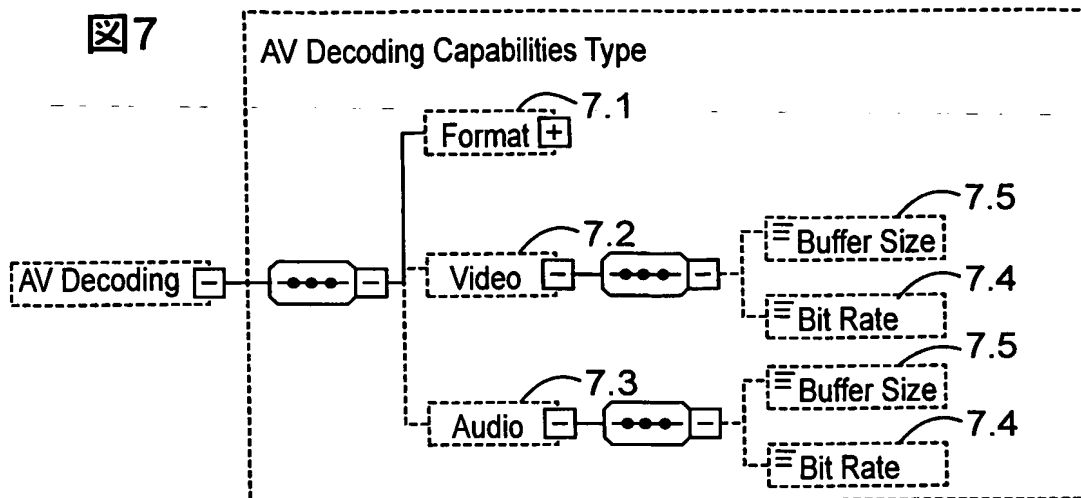 図7
AV Decoding Capabilities Type
7.1
Format
7.5
Buffer Size
7.2
AV Decoding
Video
7.4
Bit Rate
7.5
Buffer Size
7.3
Audio
7.4
Bit Rate